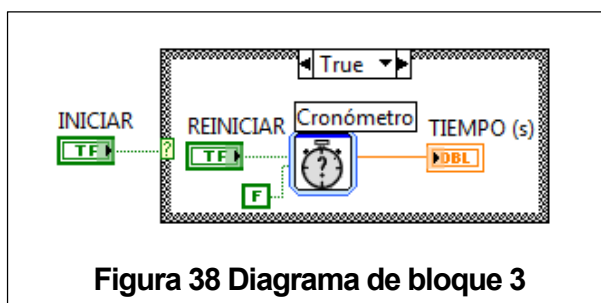 True
INICIAR
TF
?
REINICIAR
TF
Cronómetro
?
TIEMPO (s)
DBL
F
Figura 38 Diagrama de bloque 3